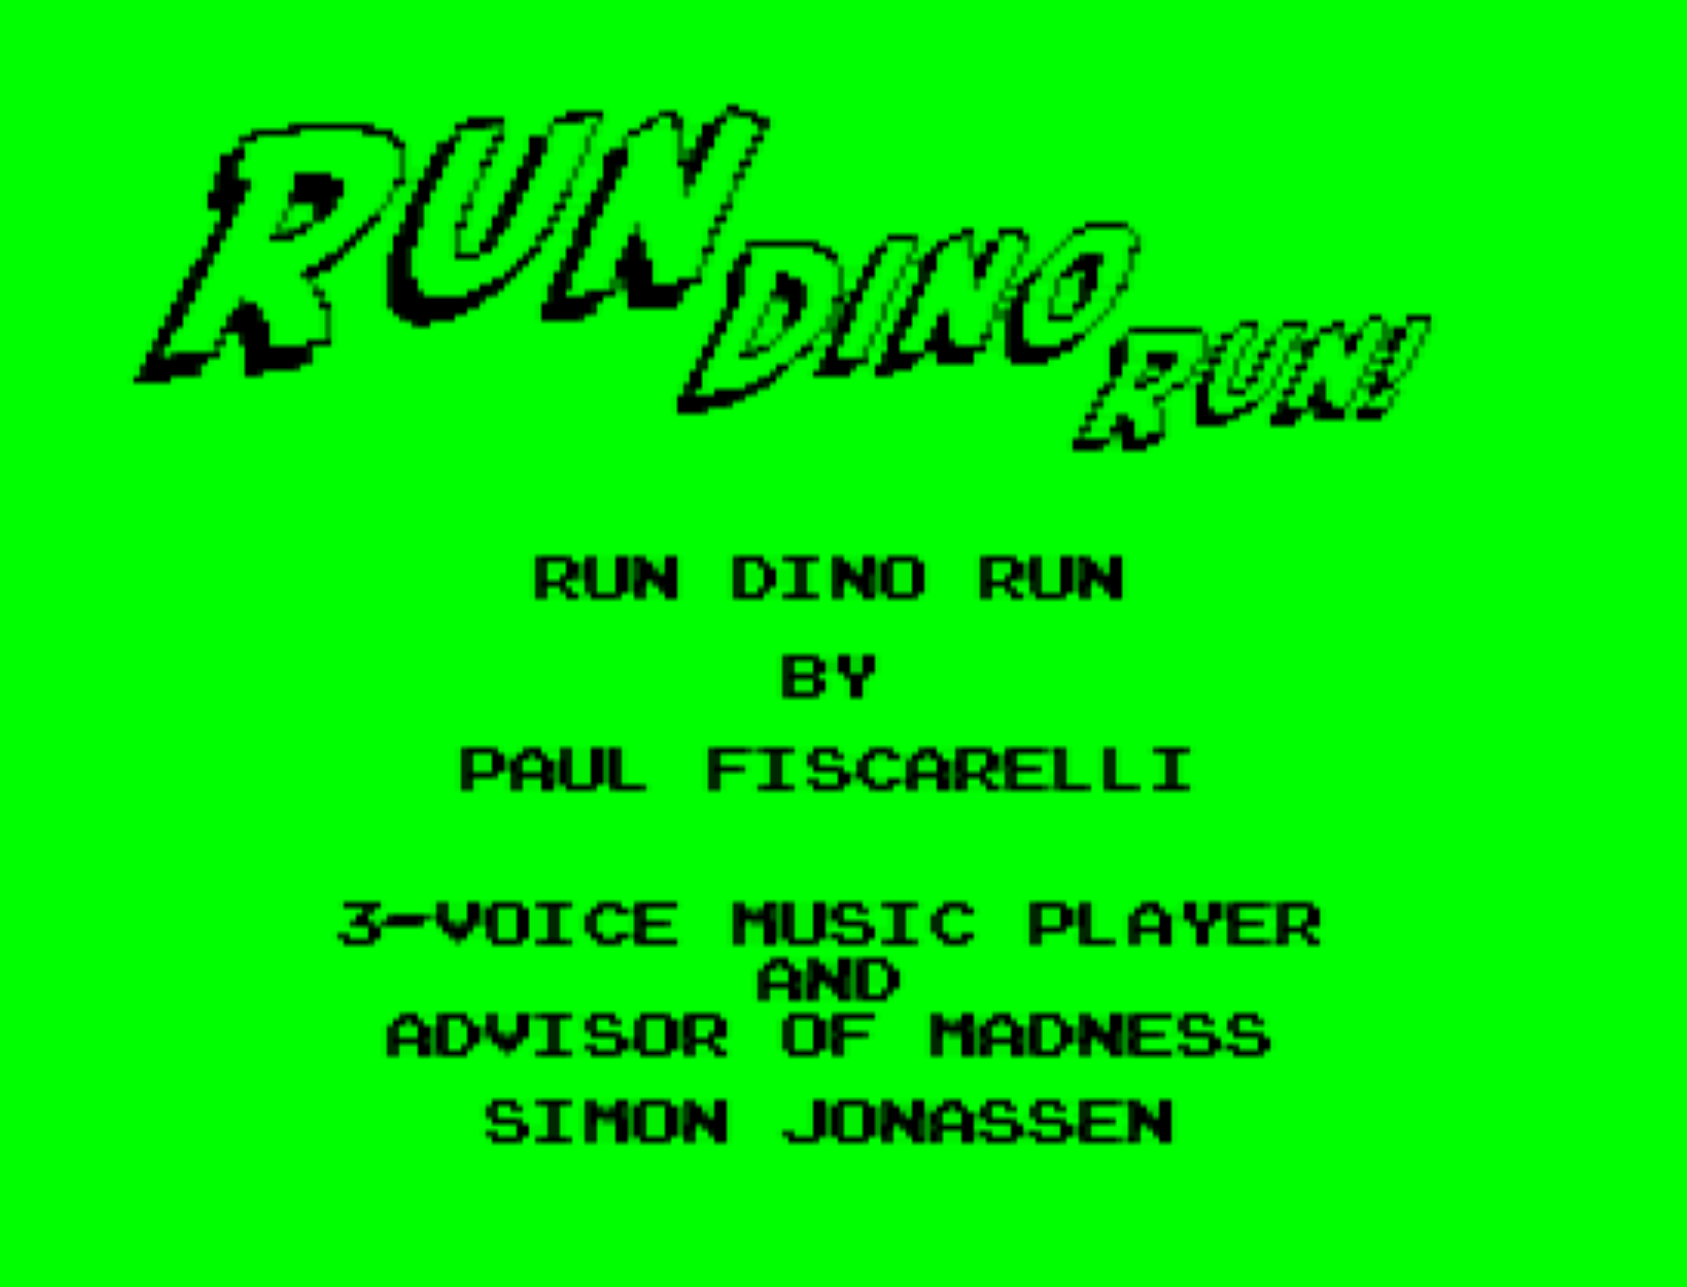 RUN
DINO
RUN!
RUN DINO RUN
BY
PAUL FISCARELLI
3-VOICE MUSIC PLAYER
AND
ADVISOR OF MADNESS
SIMON JONASSEN